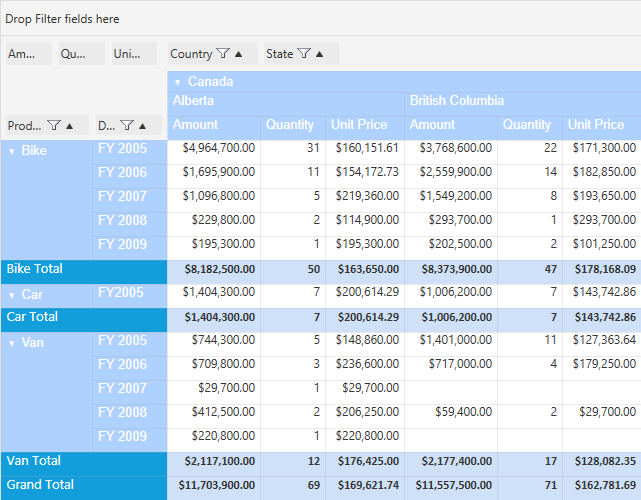 Drop Filter fields here
Am... Qu... Uni... Country State
Canada
Alberta British Columbia
Prod... D... Amount Quantity Unit Price Amount Quantity Unit Price
Bike FY 2005 $4,964,700.00 31 $160,151.61 $3,768,600.00 22 $171,300.00
FY 2006 $1,695,900.00 11 $154,172.73 $2,559,900.00 14 $182,850.00
FY 2007 $1,096,800.00 5 $219,360.00 $1,549,200.00 8 $193,650.00
FY 2008 $229,800.00 2 $114,900.00 $293,700.00 1 $293,700.00
FY 2009 $195,300.00 1 $195,300.00 $202,500.00 2 $101,250.00
Bike Total $8,182,500.00 50 $163,650.00 $8,373,900.00 47 $178,168.09
Car FY2005 $1,404,300.00 7 $200,614.29 $1,006,200.00 7 $143,742.86
Car Total $1,404,300.00 7 $200,614.29 $1,006,200.00 7 $143,742.86
Van FY 2005 $744,300.00 5 $148,860.00 $1,401,000.00 11 $127,363.64
FY 2006 $709,800.00 3 $236,600.00 $717,000.00 4 $179,250.00
FY 2007 $29,700.00 1 $29,700.00
FY 2008 $412,500.00 2 $206,250.00 $59,400.00 2 $29,700.00
FY 2009 $220,800.00 1 $220,800.00
Van Total $2,117,100.00 12 $176,425.00 $2,177,400.00 17 $128,082.35
Grand Total $11,703,900.00 69 $169,621.74 $11,557,500.00 71 $162,781.69